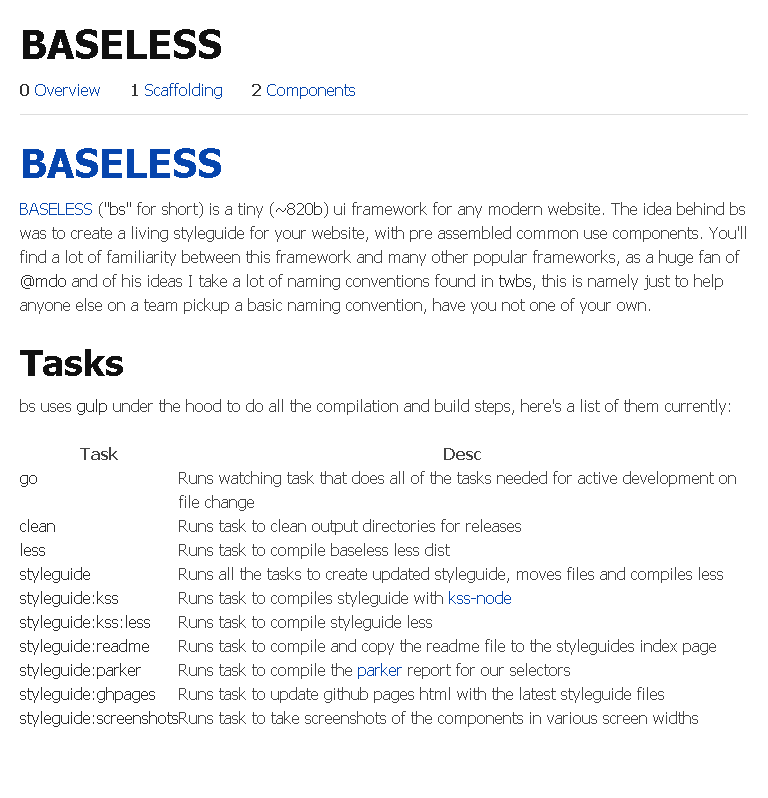 BASELESS
0 Overview 1 Scaffolding 2 Components
BASELESS
BASELESS ("bs" for short) is a tiny (~820b) ui framework for any modern website. The idea behind bs
was to create a living styleguide for your website, with pre assembled common use components. You'll
find a lot of familiarity between this framework and many other popular frameworks, as a huge fan of
@mdo and of his ideas I take a lot of naming conventions found in twbs, this is namely just to help
anyone else on a team pickup a basic naming convention, have you not one of your own.
Tasks
bs uses gulp under the hood to do all the compilation and build steps, here's a list of them currently:
Task Desc
go Runs watching task that does all of the tasks needed for active development on
file change
clean Runs task to clean output directories for releases
less Runs task to compile baseless less dist
styleguide Runs all the tasks to create updated styleguide, moves files and compiles less
styleguide:kss Runs task to compiles styleguide with kss-node
styleguide:kss:less Runs task to compile styleguide less
styleguide:readme Runs task to compile and copy the readme file to the styleguides index page
styleguide:parker Runs task to compile the parker report for our selectors
styleguide:ghpages Runs task to update github pages html with the latest styleguide files
styleguide:screenshots Runs task to take screenshots of the components in various screen widths